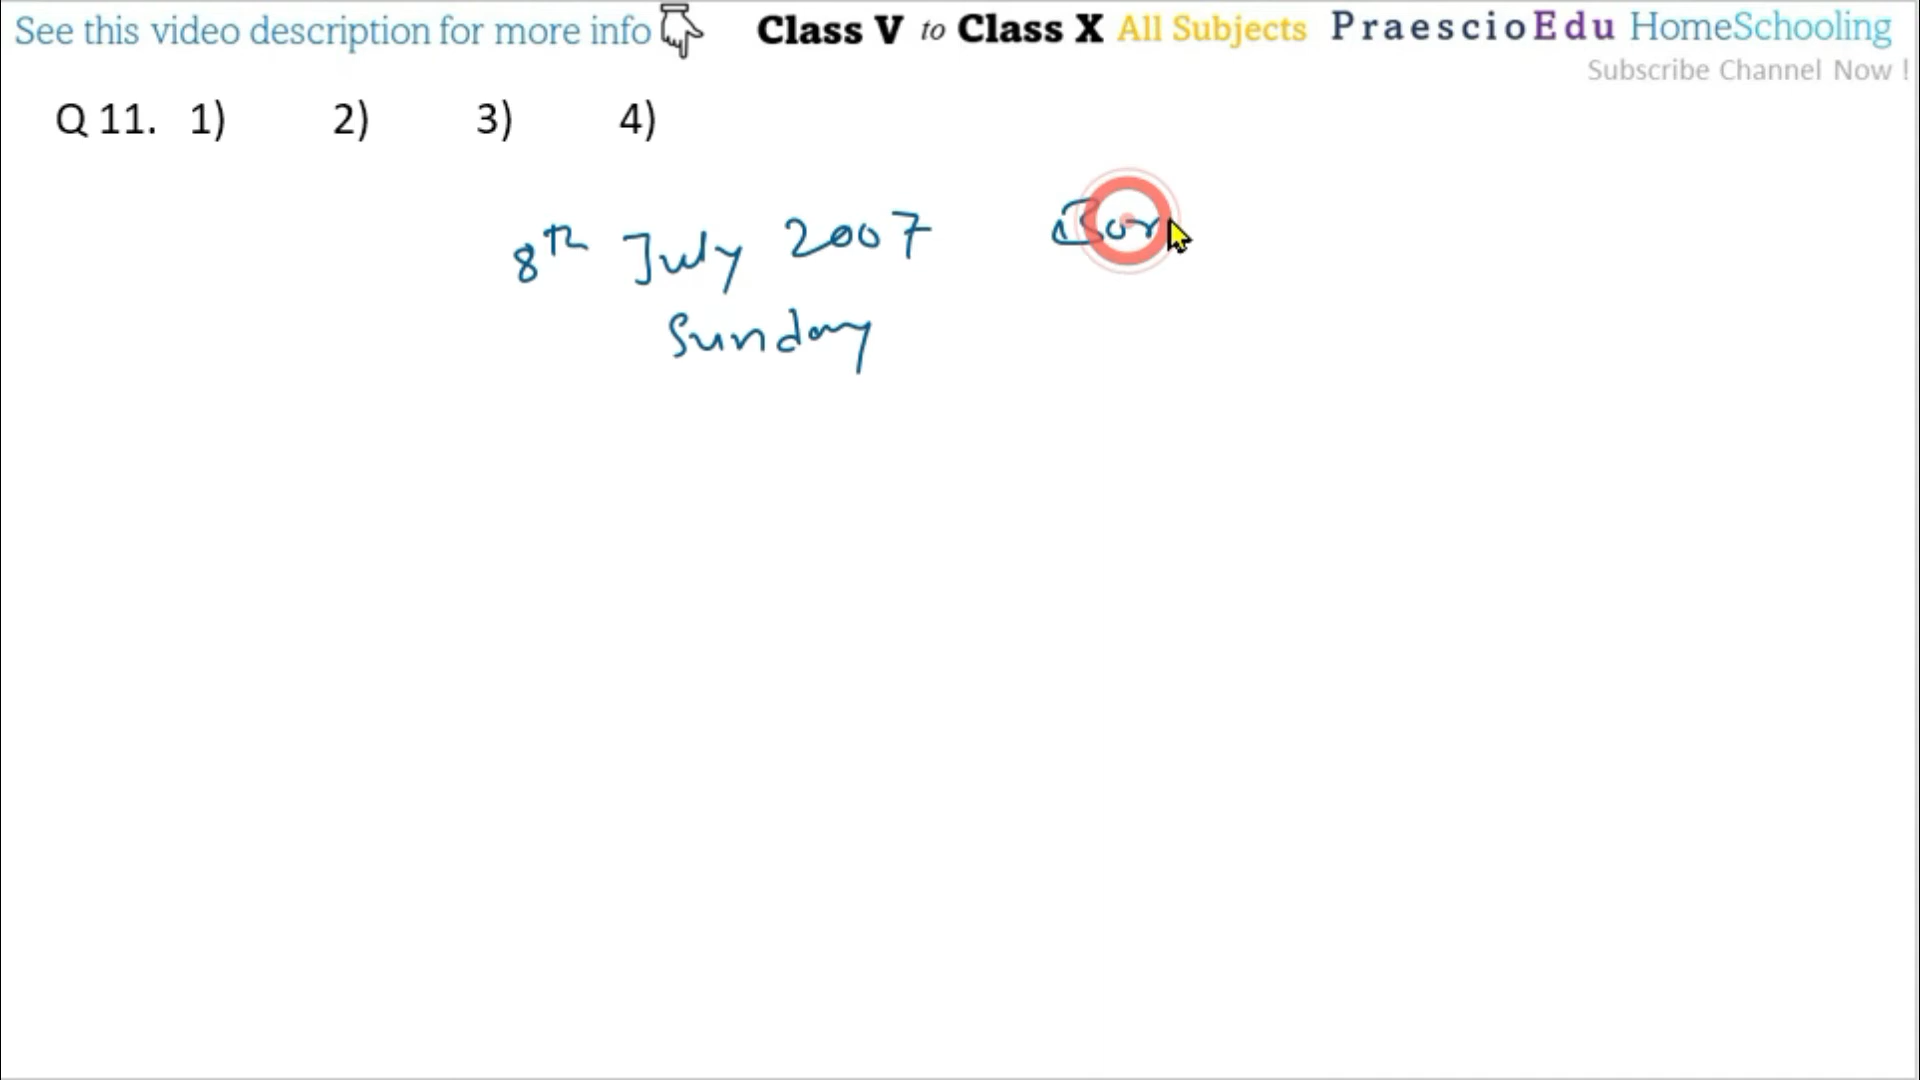 See this video description for more info Class V to Class X All Subjects PraescioEdu HomeSchooling
Subscribe Channel Now !
Q 11. 1) 2) 3) 4)
8th July 2007 Bor
Sunday